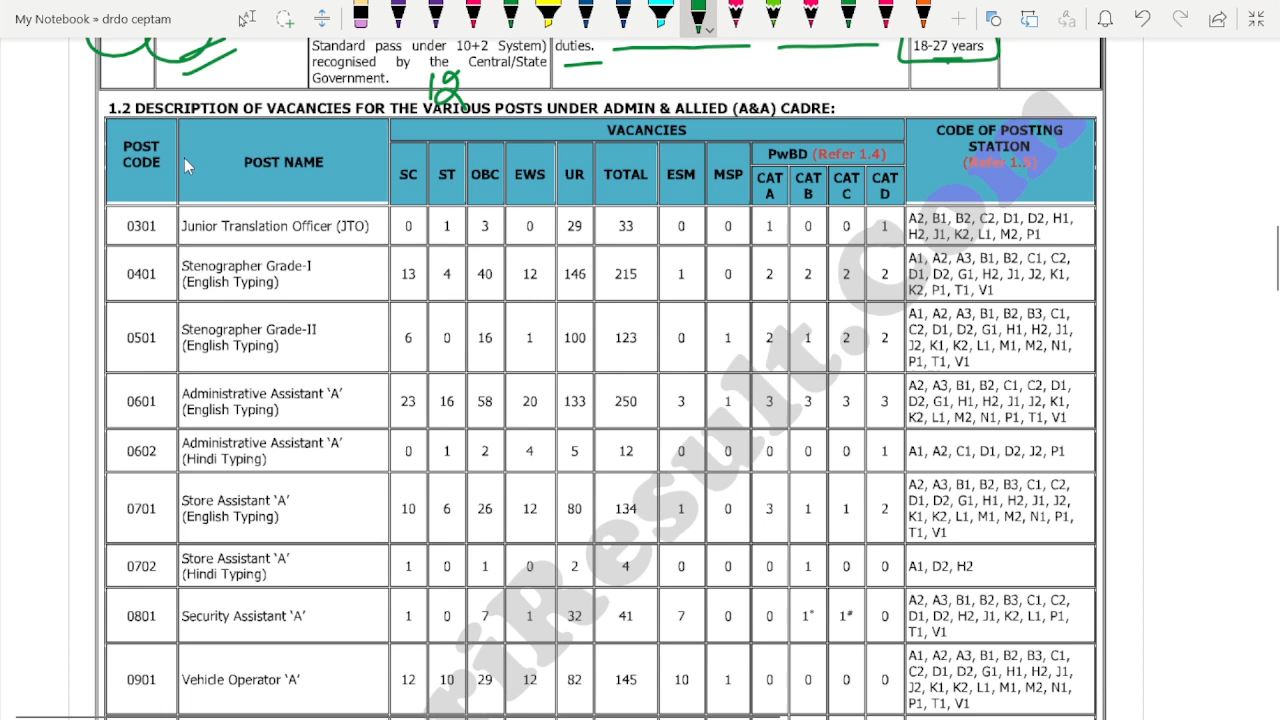 My Notebook » drdo ceptam
Standard pass under 10+2 System) duties.
recognised by the Central/State
Government.
18-27 years
12
1.2 DESCRIPTION OF VACANCIES FOR THE VARIOUS POSTS UNDER ADMIN & ALLIED (A&A) CADRE:
POST CODE POST NAME VACANCIES CODE OF POSTING STATION (Refer 1.5)
SC ST OBC EWS UR TOTAL ESM MSP PwBD (Refer 1.4)
CAT A CAT B CAT C CAT D
0301 Junior Translation Officer (JTO) 0 1 3 0 29 33 0 0 1 0 0 1 A2, B1, B2, C2, D1, D2, H1,
H2, J1, K2, L1, M2, P1
0401 Stenographer Grade-I
(English Typing) 13 4 40 12 146 215 1 0 2 2 2 2 A1, A2, A3, B1, B2, C1, C2,
D1, D2, G1, H2, J1, J2, K1,
K2, P1, T1, V1
0501 Stenographer Grade-II
(English Typing) 6 0 16 1 100 123 0 1 2 1 2 2 A1, A2, A3, B1, B2, B3, C1,
C2, D1, D2, G1, H1, H2, J1,
J2, K1, K2, L1, M1, M2, N1,
P1, T1, V1
0601 Administrative Assistant ‘A’
(English Typing) 23 16 58 20 133 250 3 1 3 3 3 3 A2, A3, B1, B2, C1, C2, D1,
D2, G1, H1, H2, J1, J2, K1,
K2, L1, M2, N1, P1, T1, V1
0602 Administrative Assistant ‘A’
(Hindi Typing) 0 1 2 4 5 12 0 0 0 0 0 1 A1, A2, C1, D1, D2, J2, P1
0701 Store Assistant ‘A’
(English Typing) 10 6 26 12 80 134 1 0 3 1 1 2 A2, A3, B1, B2, B3, C1, C2,
D1, D2, G1, H1, H2, J1, J2,
K1, K2, L1, M1, M2, N1, P1,
T1, V1
0702 Store Assistant ‘A’
(Hindi Typing) 1 0 1 0 2 4 0 0 0 1 0 0 A1, D2, H2
0801 Security Assistant ‘A’ 1 0 7 1 32 41 7 0 0 1* 1# 0 A2, A3, B1, B2, B3, C1, C2,
D1, D2, H2, J1, K2, L1, P1,
T1, V1
0901 Vehicle Operator ‘A’ 12 10 29 12 82 145 10 1 0 0 0 0 A1, A2, A3, B1, B2, B3, C1,
C2, D1, D2, G1, H1, H2, J1,
J2, K1, K2, L1, M1, M2, N1,
P1, T1, V1
riResult.Com